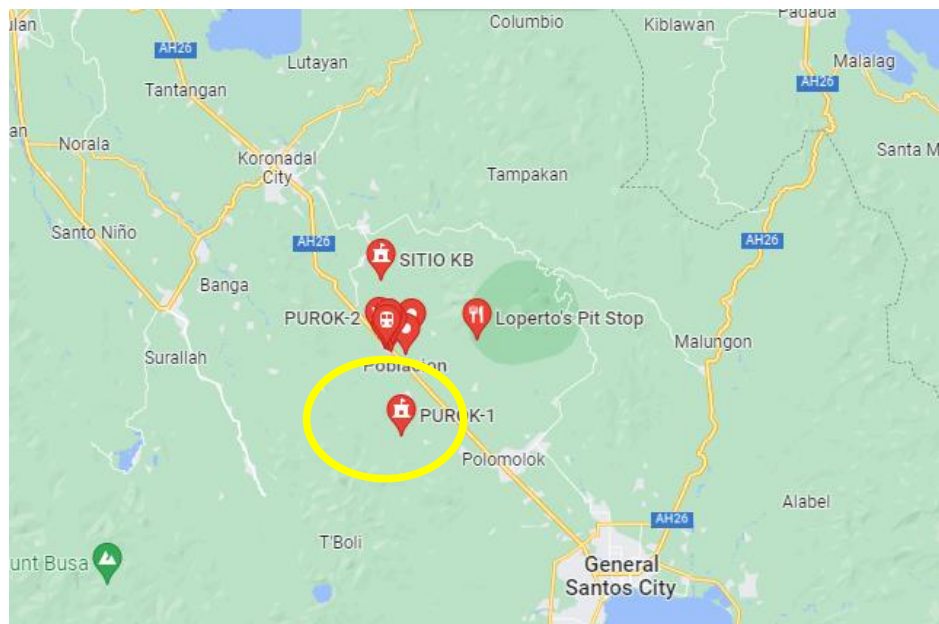 Columbio
Kiblawan
Padada
AH26
Lutayan
Malalag
AH26
Tantangan
Norala
Koronadal
City
Santa M
Tampakan
Santo Niño
AH26
AH26
SITIO KB
Banga
PUROK-2
Loperto's Pit Stop
Malungon
Surallah
Poblacion
PUROK-1
Polomolok
Alabel
AH26
T'Boli
unt Busa
General
Santos City